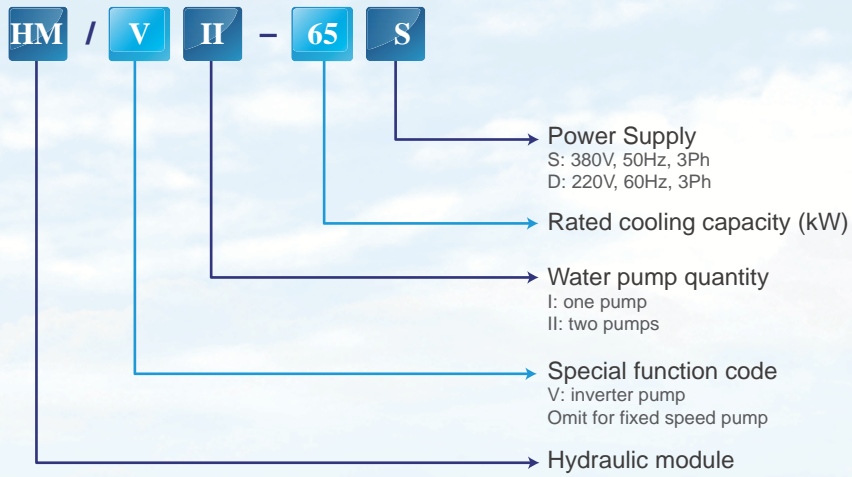 HM / V II – 65 S
Power Supply
S: 380V, 50Hz, 3Ph
D: 220V, 60Hz, 3Ph
Rated cooling capacity (kW)
Water pump quantity
I: one pump
II: two pumps
Special function code
V: inverter pump
Omit for fixed speed pump
Hydraulic module